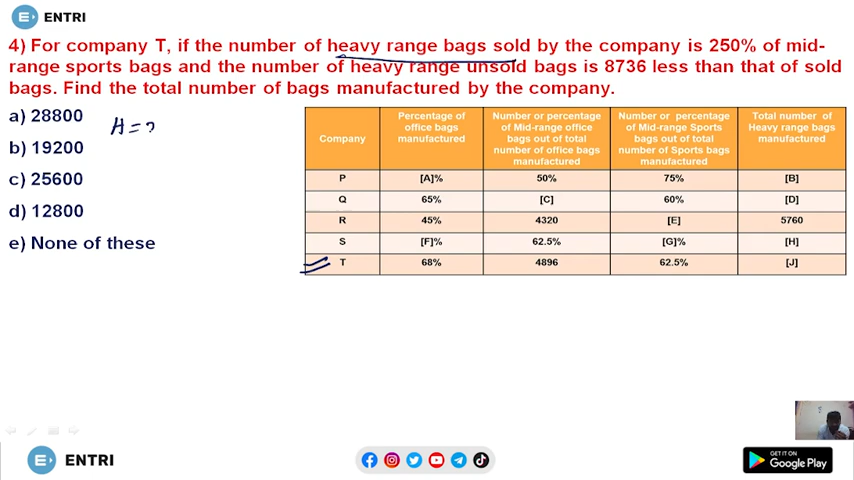 ENTRI
4) For company T, if the number of heavy range bags sold by the company is 250% of mid-
range sports bags and the number of heavy range unsold bags is 8736 less than that of sold
bags. Find the total number of bags manufactured by the company.
a) 28800
b) 19200
c) 25600
d) 12800
e) None of these
Company
Percentage of
office bags
manufactured
Number or percentage
of Mid-range office
bags out of total
number of office bags
manufactured
Number or percentage
of Mid-range Sports
bags out of total
number of Sports bags
manufactured
Total number of
Heavy range bags
manufactured
P [A]% 50% 75% [B]
Q 65% [C] 60% [D]
R 45% 4320 [E] 5760
S [F]% 62.5% [G]% [H]
T 68% 4896 62.5% [J]
ENTRI
GET IT ON
Google Play